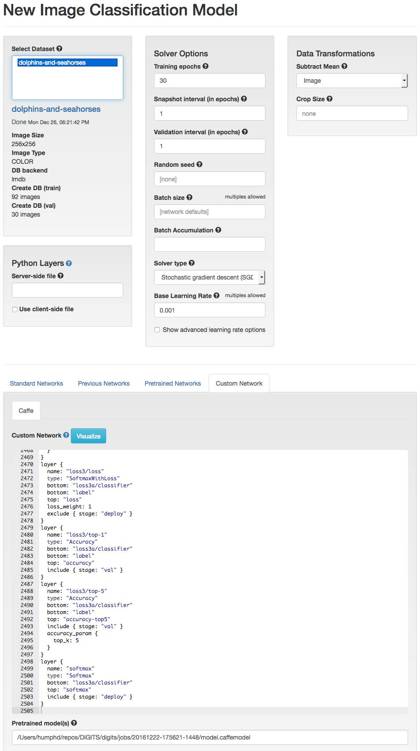 New Image Classification Model
Select Dataset
dolphins-and-seahorses
dolphins-and-seahorses
Done Mon Dec 26, 06:21:42 PM
Image Size
256x256
Image Type
COLOR
DB backend
lmdb
Create DB (train)
92 images
Create DB (val)
30 images
Python Layers
Server-side file
Use client-side file
Solver Options
Training epochs
30
Snapshot interval (in epochs)
1
Validation interval (in epochs)
1
Random seed
[none]
Batch size multiples allowed
[network defaults]
Batch Accumulation
Solver type
Stochastic gradient descent (SGD
Base Learning Rate multiples allowed
0.001
Show advanced learning rate options
Data Transformations
Subtract Mean
Image
Crop Size
none
Standard Networks Previous Networks Pretrained Networks Custom Network
Caffe
Custom Network Visualize
2468 }
2469 }
2470 layer {
2471 name: "loss3/loss"
2472 type: "SoftmaxWithLoss"
2473 bottom: "loss3a/classifier"
2474 bottom: "label"
2475 top: "loss"
2476 loss_weight: 1
2477 exclude { stage: "deploy" }
2478 }
2479 layer {
2480 name: "loss3/top-1"
2481 type: "Accuracy"
2482 bottom: "loss3a/classifier"
2483 bottom: "label"
2484 top: "accuracy"
2485 include { stage: "val" }
2486 }
2487 layer {
2488 name: "loss3/top-5"
2489 type: "Accuracy"
2490 bottom: "loss3a/classifier"
2491 bottom: "label"
2492 top: "accuracy-top5"
2493 include { stage: "val" }
2494 accuracy_param {
2495 top_k: 5
2496 }
2497 }
2498 layer {
2499 name: "softmax"
2500 type: "Softmax"
2501 bottom: "loss3a/classifier"
2502 top: "softmax"
2503 include { stage: "deploy" }
2504 }
2505
Pretrained model(s)
/Users/humphd/repos/DIGITS/digits/jobs/20161222-175621-1448/model.caffemodel